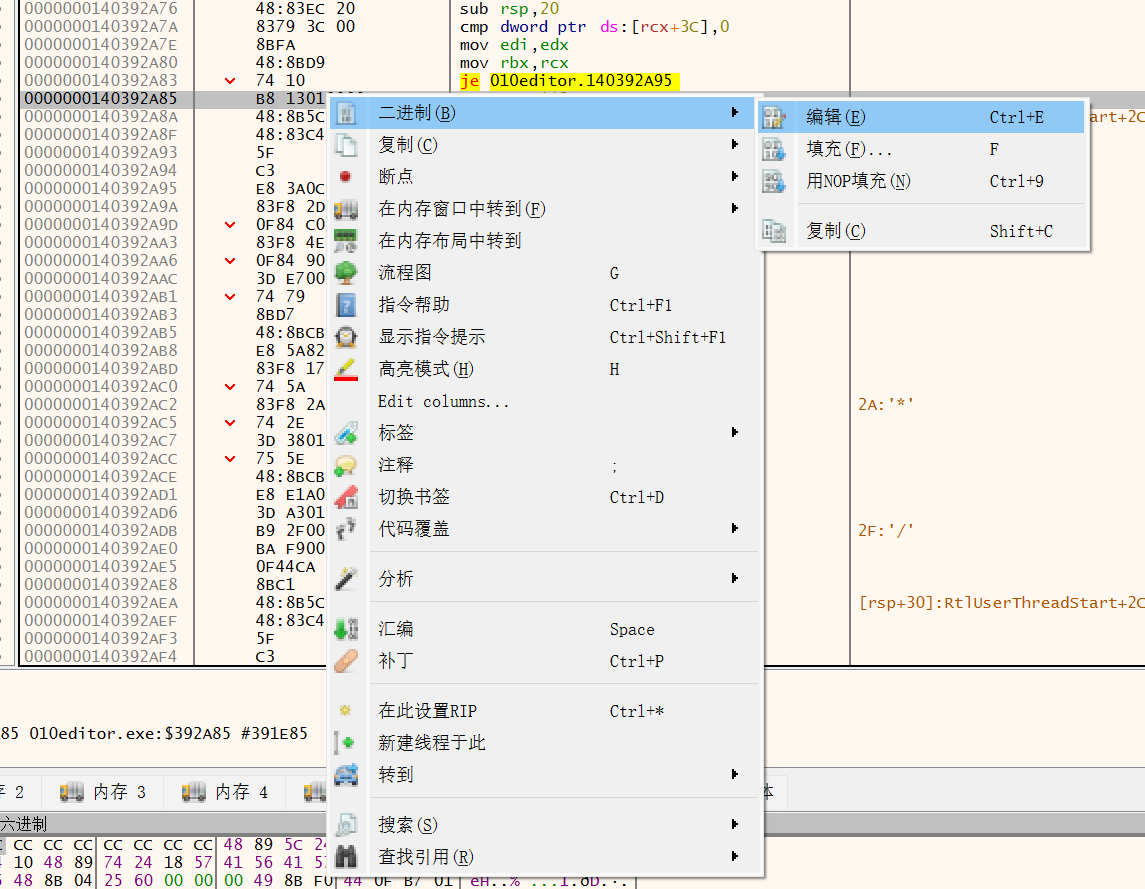 0000000140392A76 48:83EC 20 sub rsp,20
0000000140392A7A 8379 3C 00 cmp dword ptr ds:[rcx+3C],0
0000000140392A7E 8BFA mov edi,edx
0000000140392A80 48:8BD9 mov rbx,rcx
0000000140392A83 74 10 je 010editor.140392A95
0000000140392A85 B8 1301
0000000140392A8A 48:8B5C art+2C
0000000140392A8F 48:83C4
0000000140392A93 5F
0000000140392A94 C3
0000000140392A95 E8 3A0C
0000000140392A9A 83F8 2D
0000000140392A9D 0F84 C0
0000000140392AA3 83F8 4E
0000000140392AA6 0F84 90
0000000140392AAC 3D E700
0000000140392AB1 74 79
0000000140392AB3 8BD7
0000000140392AB5 48:8BCB
0000000140392AB8 E8 5A82
0000000140392ABD 83F8 17
0000000140392AC0 74 5A
0000000140392AC2 83F8 2A 2A:'*'
0000000140392AC5 74 2E
0000000140392AC7 3D 3801
0000000140392ACC 75 5E
0000000140392ACE 48:8BCB
0000000140392AD1 E8 E1A0
0000000140392AD6 3D A301
0000000140392ADB B9 2F00 2F:'/'
0000000140392AE0 BA F900
0000000140392AE5 0F44CA
0000000140392AE8 8BC1
0000000140392AEA 48:8B5C [rsp+30]:RtlUserThreadStart+2C
0000000140392AEF 48:83C4
0000000140392AF3 5F
0000000140392AF4 C3
二进制(B)
复制(C)
断点
在内存窗口中转到(F)
在内存布局中转到
流程图 G
指令帮助 Ctrl+F1
显示指令提示 Ctrl+Shift+F1
高亮模式(H) H
Edit columns...
标签
注释 ;
切换书签 Ctrl+D
代码覆盖
分析
汇编 Space
补丁 Ctrl+P
在此设置RIP Ctrl+*
新建线程于此
转到
搜索(S)
查找引用(R)
编辑(E) Ctrl+E
填充(F)... F
用NOP填充(N) Ctrl+9
复制(C) Shift+C
85 010editor.exe:$392A85 #391E85
2 内存 3 内存 4
六进制
CC CC CC CC CC CC CC 48 89 5C
10 48 89 74 24 18 57 41 56 41
48 8B 04 25 60 00 00 00 49 8B